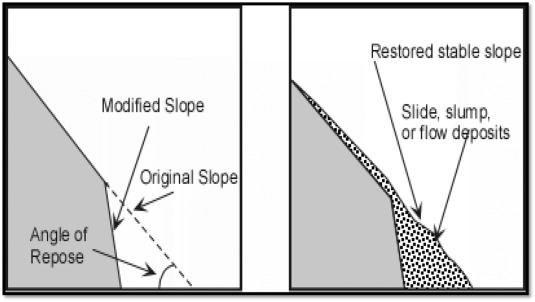 Modified Slope
Original Slope
Angle of
Repose
Restored stable slope
Slide, slump,
or flow deposits